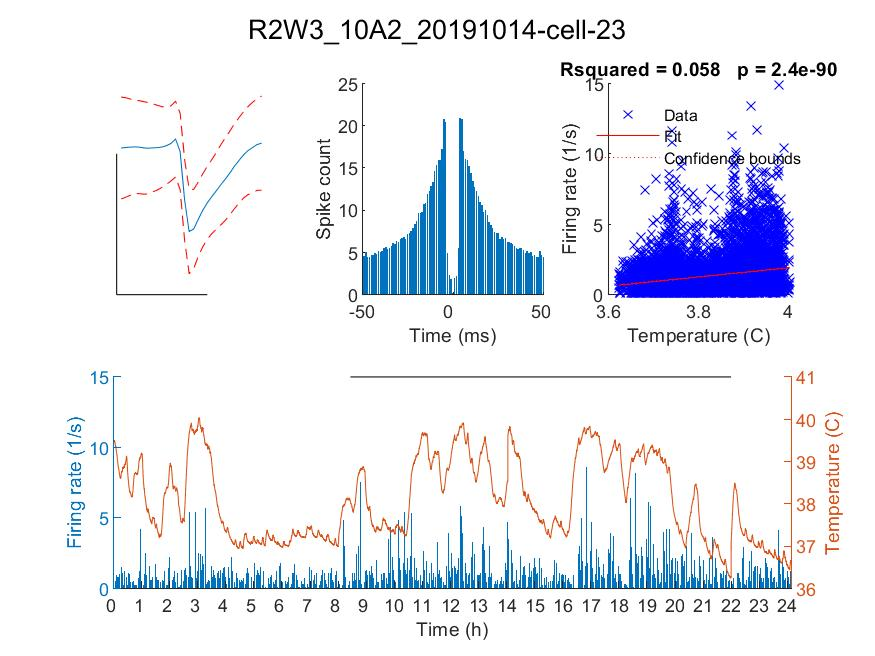 R2W3_10A2_20191014-cell-23
Rsquared = 0.058 p = 2.4e-90
25
20
15
10
5
0
Spike count
-50
0
50
Time (ms)
15
10
5
0
Firing rate (1/s)
Data
Fit
Confidence bounds
3.6
3.8
4
Temperature (C)
15
10
5
0
Firing rate (1/s)
41
40
39
38
37
36
Temperature (C)
0 1 2 3 4 5 6 7 8 9 10 11 12 13 14 15 16 17 18 19 20 21 22 23 24
Time (h)